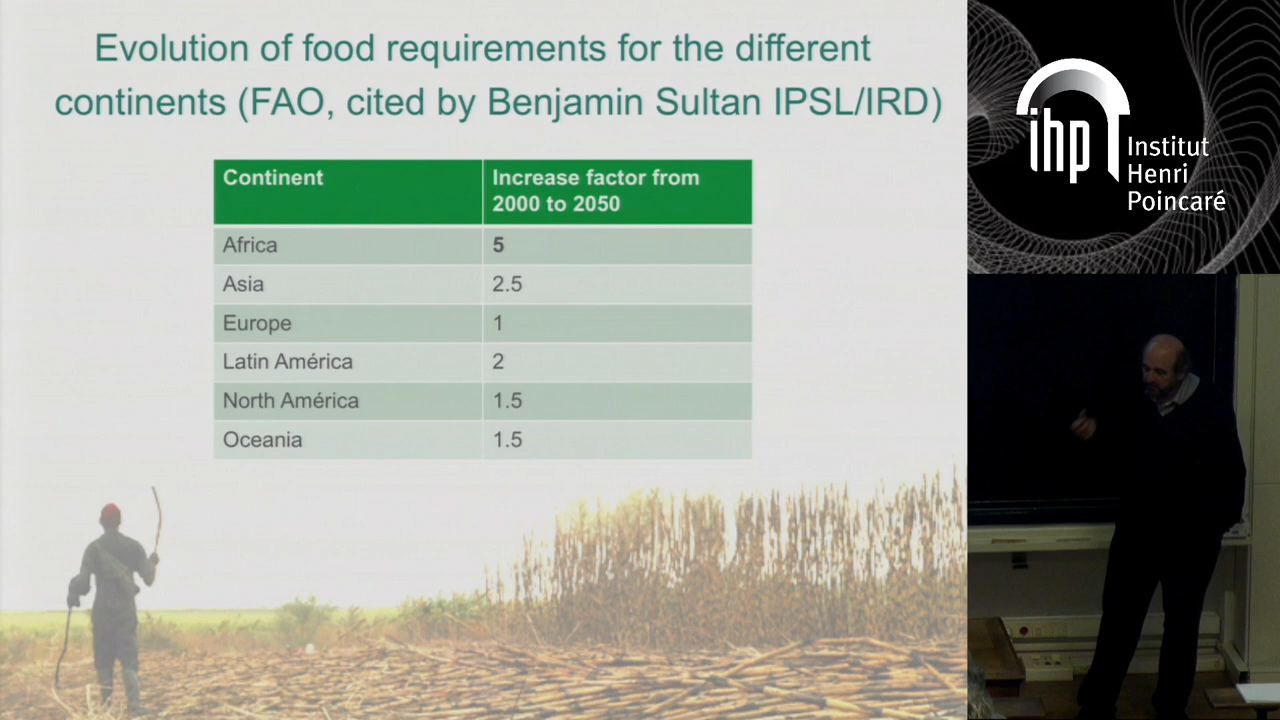 Evolution of food requirements for the different
continents (FAO, cited by Benjamin Sultan IPSL/IRD)
Continent
Increase factor from
2000 to 2050
Africa
5
Asia
2.5
Europe
1
Latin América
2
North América
1.5
Oceania
1.5
ihp
Institut
Henri
Poincaré